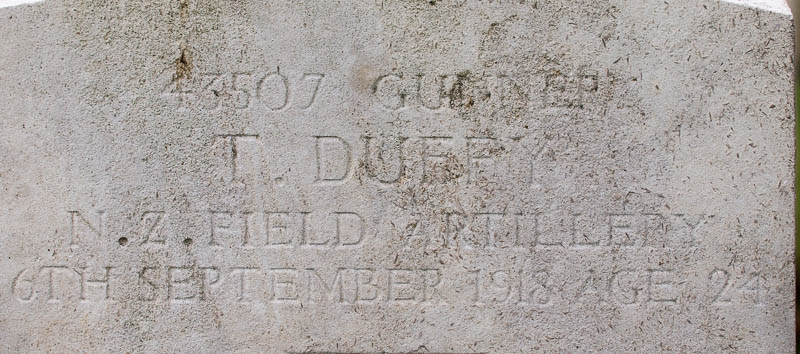 43507 GUNNER
T. DUFFY
N.Z. FIELD ARTILLERY
6TH SEPTEMBER 1918 AGE 24